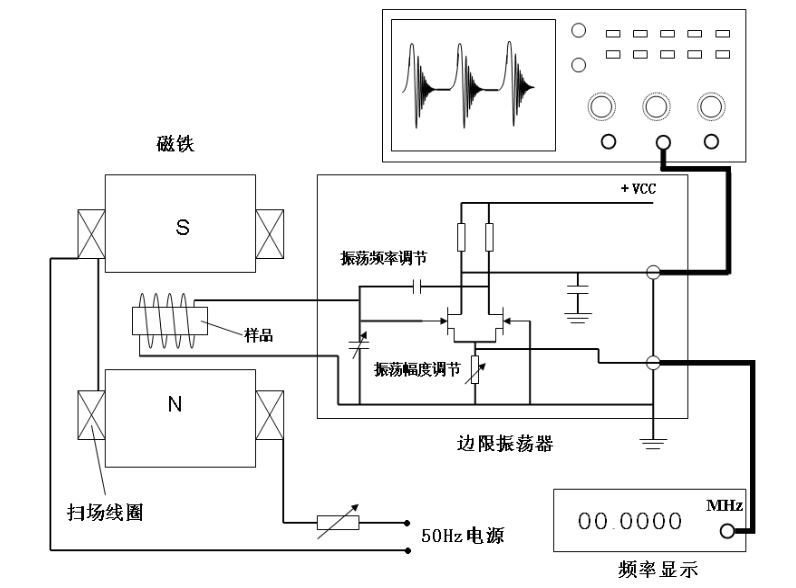 磁铁
+VCC
S
振荡频率调节
样品
振荡幅度调节
N
边限振荡器
扫场线圈
MHz
00.0000
50Hz电源
频率显示